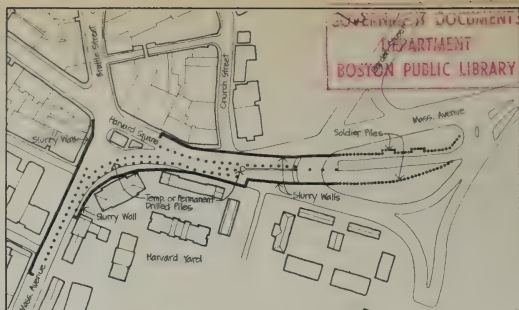 GOVERNMENT DOCUMENTS
DEPARTMENT
BOSTON PUBLIC LIBRARY
Brattle Street
Church Street
Mass. Avenue
Harvard Square
Soldier Piles
Slurry Wall
Temp. or Permanent
Drilled Piles
Slurry Walls
Slurry Wall
Harvard Yard
Mass. Avenue